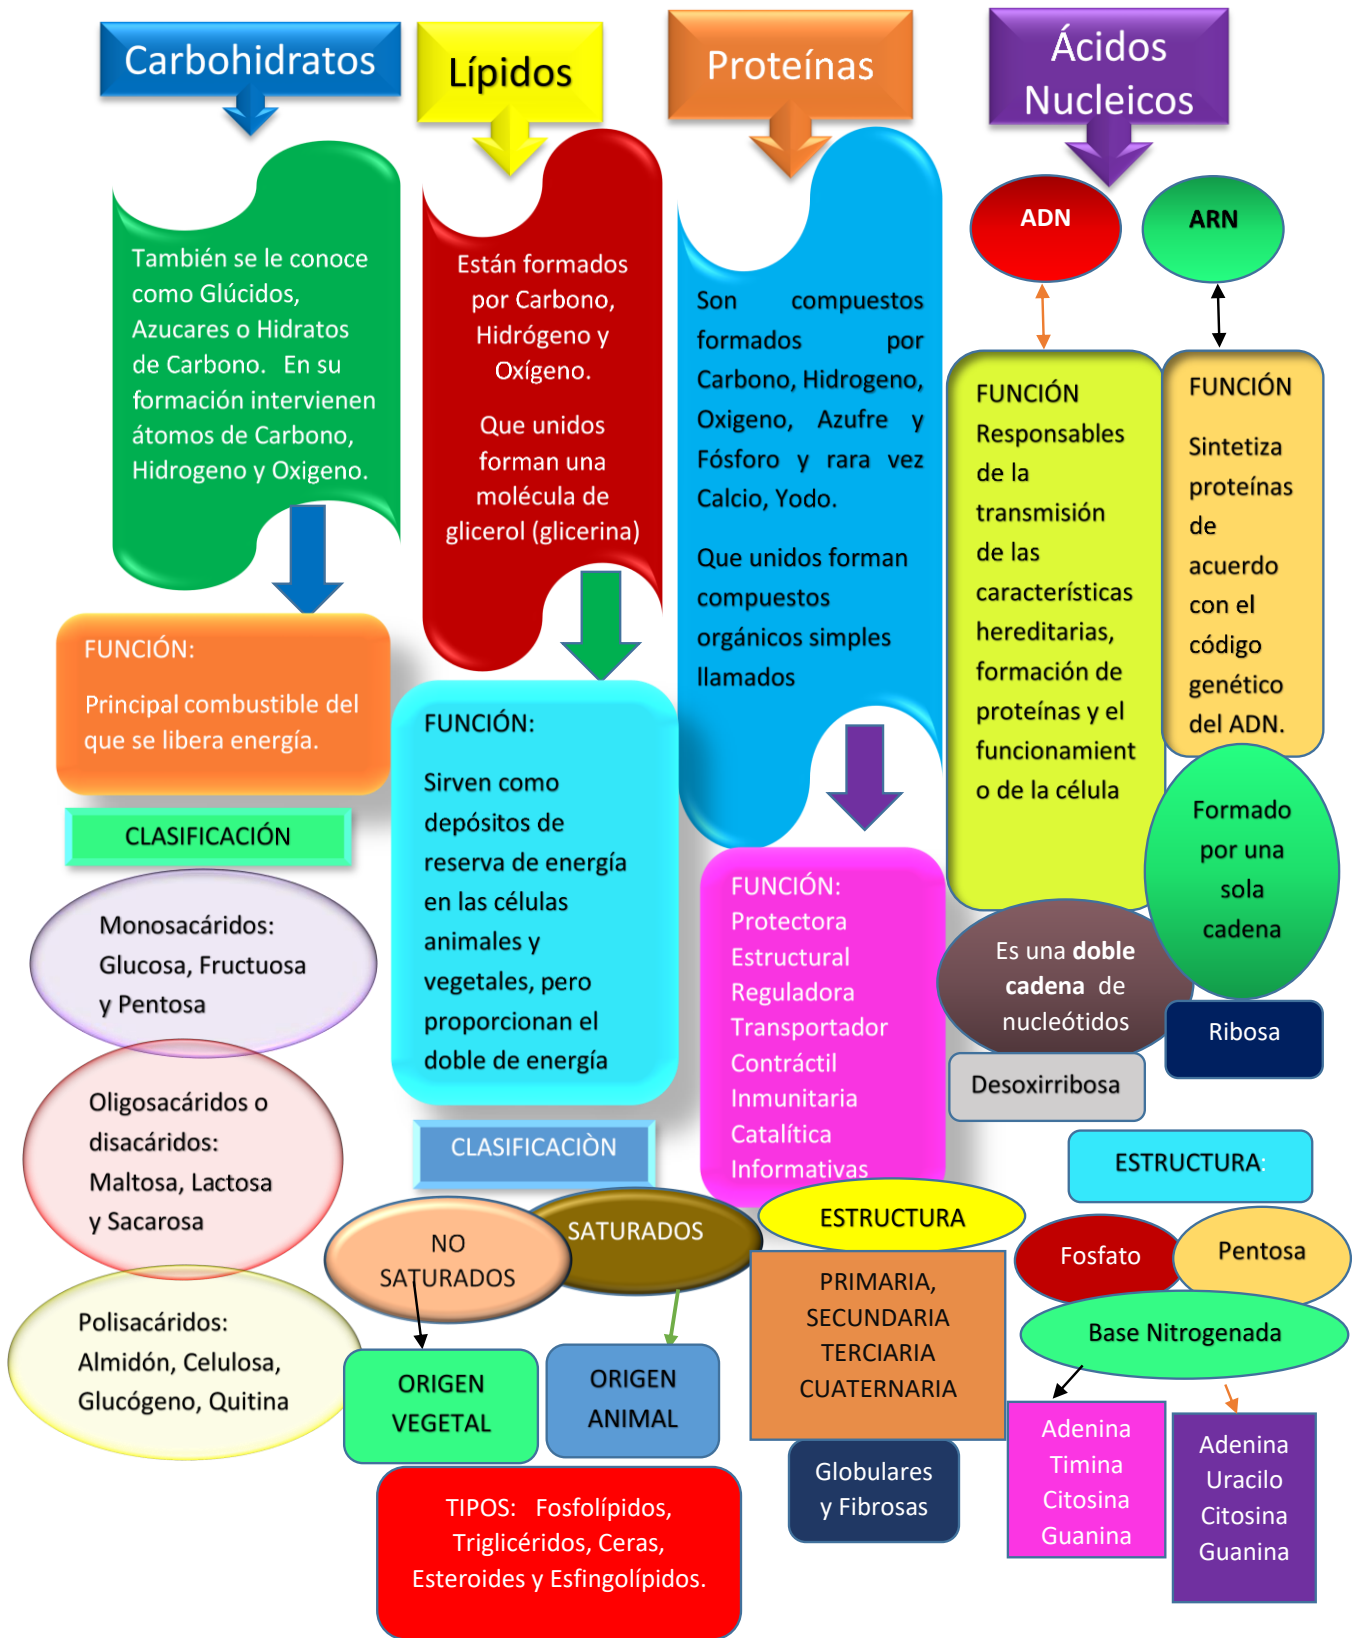 Carbohidratos
También se le conoce
como Glúcidos,
Azucares o Hidratos
de Carbono. En su
formación intervienen
átomos de Carbono,
Hidrogeno y Oxigeno.
FUNCIÓN:
Principal combustible del
que se libera energía.
CLASIFICACIÓN
Monosacáridos:
Glucosa, Fructuosa
y Pentosa
Oligosacáridos o
disacáridos:
Maltosa, Lactosa
y Sacarosa
Polisacáridos:
Almidón, Celulosa,
Glucógeno, Quitina
Lípidos
Están formados
por Carbono,
Hidrógeno y
Oxígeno.
Que unidos
forman una
molécula de
glicerol (glicerina)
FUNCIÓN:
Sirven como
depósitos de
reserva de energía
en las células
animales y
vegetales, pero
proporcionan el
doble de energía
CLASIFICACIÒN
NO
SATURADOS
SATURADOS
ORIGEN
VEGETAL
ORIGEN
ANIMAL
TIPOS: Fosfolípidos,
Triglicéridos, Ceras,
Esteroides y Esfingolípidos.
Proteínas
Son compuestos
formados por
Carbono, Hidrogeno,
Oxigeno, Azufre y
Fósforo y rara vez
Calcio, Yodo.
Que unidos forman
compuestos
orgánicos simples
llamados
FUNCIÓN:
Protectora
Estructural
Reguladora
Transportador
Contráctil
Inmunitaria
Catalítica
Informativas
ESTRUCTURA
PRIMARIA,
SECUNDARIA
TERCIARIA
CUATERNARIA
Globulares
y Fibrosas
Ácidos
Nucleicos
ADN
FUNCIÓN
Responsables
de la
transmisión
de las
características
hereditarias,
formación de
proteínas y el
funcionamient
o de la célula
Es una doble
cadena de
nucleótidos
Desoxirribosa
ARN
FUNCIÓN
Sintetiza
proteínas
de
acuerdo
con el
código
genético
del ADN.
Formado
por una
sola
cadena
Ribosa
ESTRUCTURA:
Fosfato
Pentosa
Base Nitrogenada
Adenina
Timina
Citosina
Guanina
Adenina
Uracilo
Citosina
Guanina